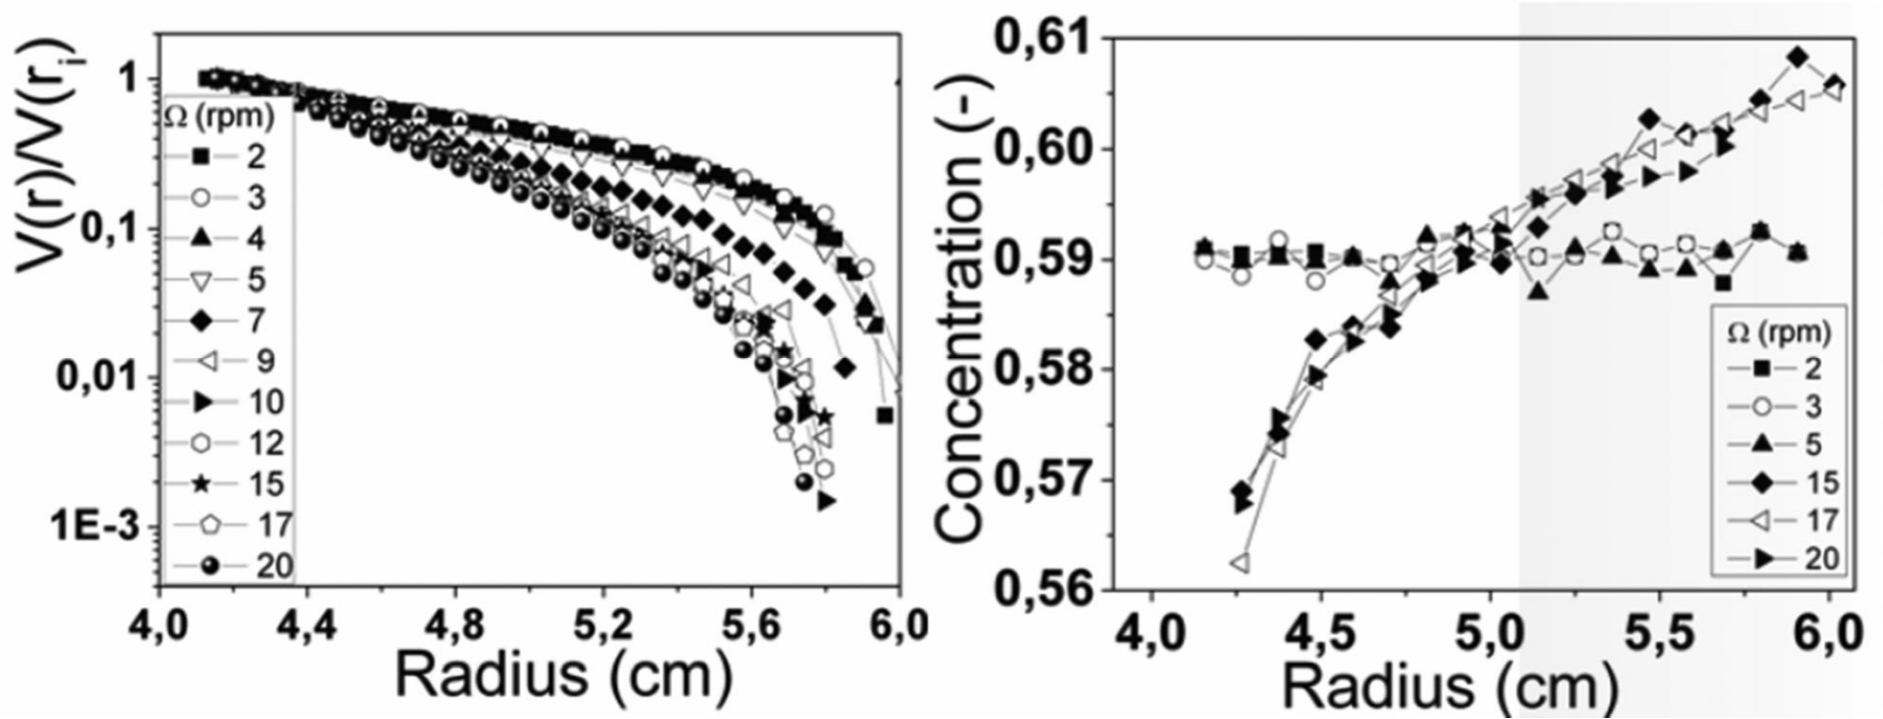 V(r)/V(ri)
1
0,1
0,01
1E-3
Ω (rpm)
2
3
4
5
7
9
10
12
15
17
20
4,0 4,4 4,8 5,2 5,6 6,0
Radius (cm)
Concentration (-)
0,61
0,60
0,59
0,58
0,57
0,56
Ω (rpm)
2
3
5
15
17
20
4,0 4,5 5,0 5,5 6,0
Radius (cm)